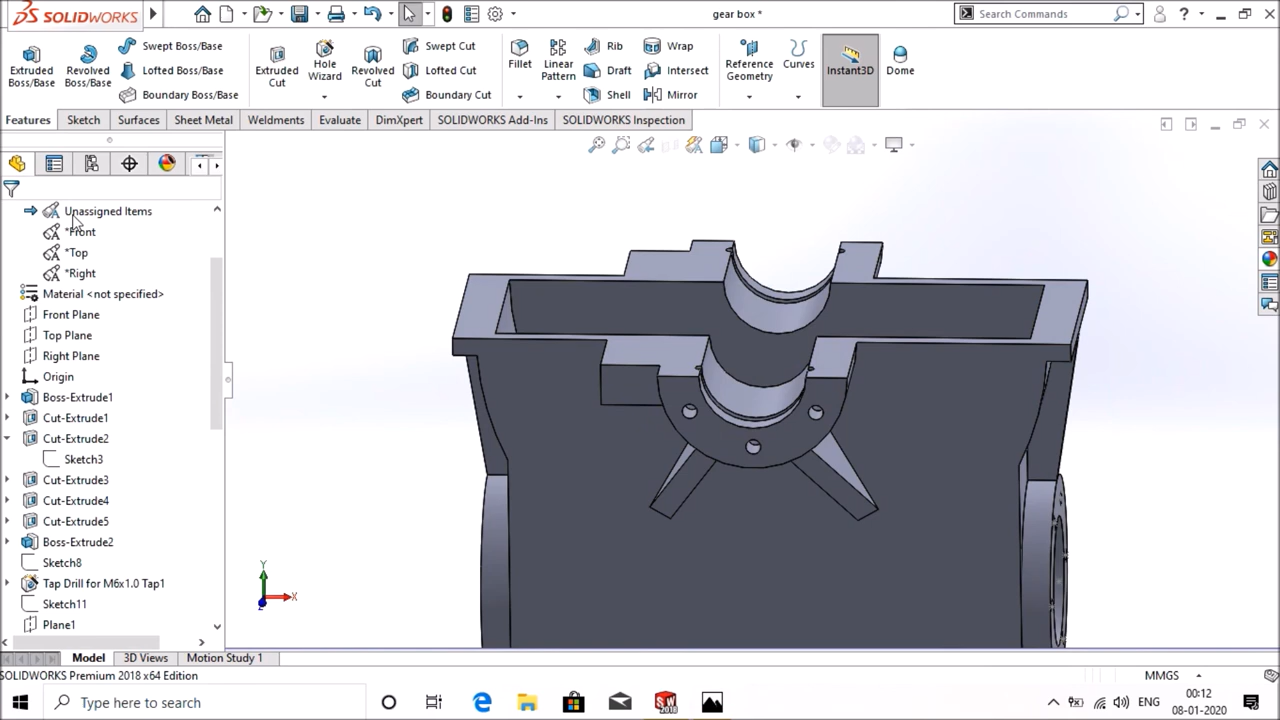 SOLIDWORKS
gear box *
Search Commands
Extruded Boss/Base
Revolved Boss/Base
Swept Boss/Base
Lofted Boss/Base
Boundary Boss/Base
Extruded Cut
Hole Wizard
Revolved Cut
Swept Cut
Lofted Cut
Boundary Cut
Fillet
Linear Pattern
Rib
Draft
Shell
Wrap
Intersect
Mirror
Reference Geometry
Curves
Instant3D
Dome
Features
Sketch
Surfaces
Sheet Metal
Weldments
Evaluate
DimXpert
SOLIDWORKS Add-Ins
SOLIDWORKS Inspection
Unassigned Items
*Front
*Top
*Right
Material <not specified>
Front Plane
Top Plane
Right Plane
Origin
Boss-Extrude1
Cut-Extrude1
Cut-Extrude2
Sketch3
Cut-Extrude3
Cut-Extrude4
Cut-Extrude5
Boss-Extrude2
Sketch8
Tap Drill for M6x1.0 Tap1
Sketch11
Plane1
Y
X
Z
Model
3D Views
Motion Study 1
SOLIDWORKS Premium 2018 x64 Edition
MMGS
Type here to search
ENG
00:12
08-01-2020